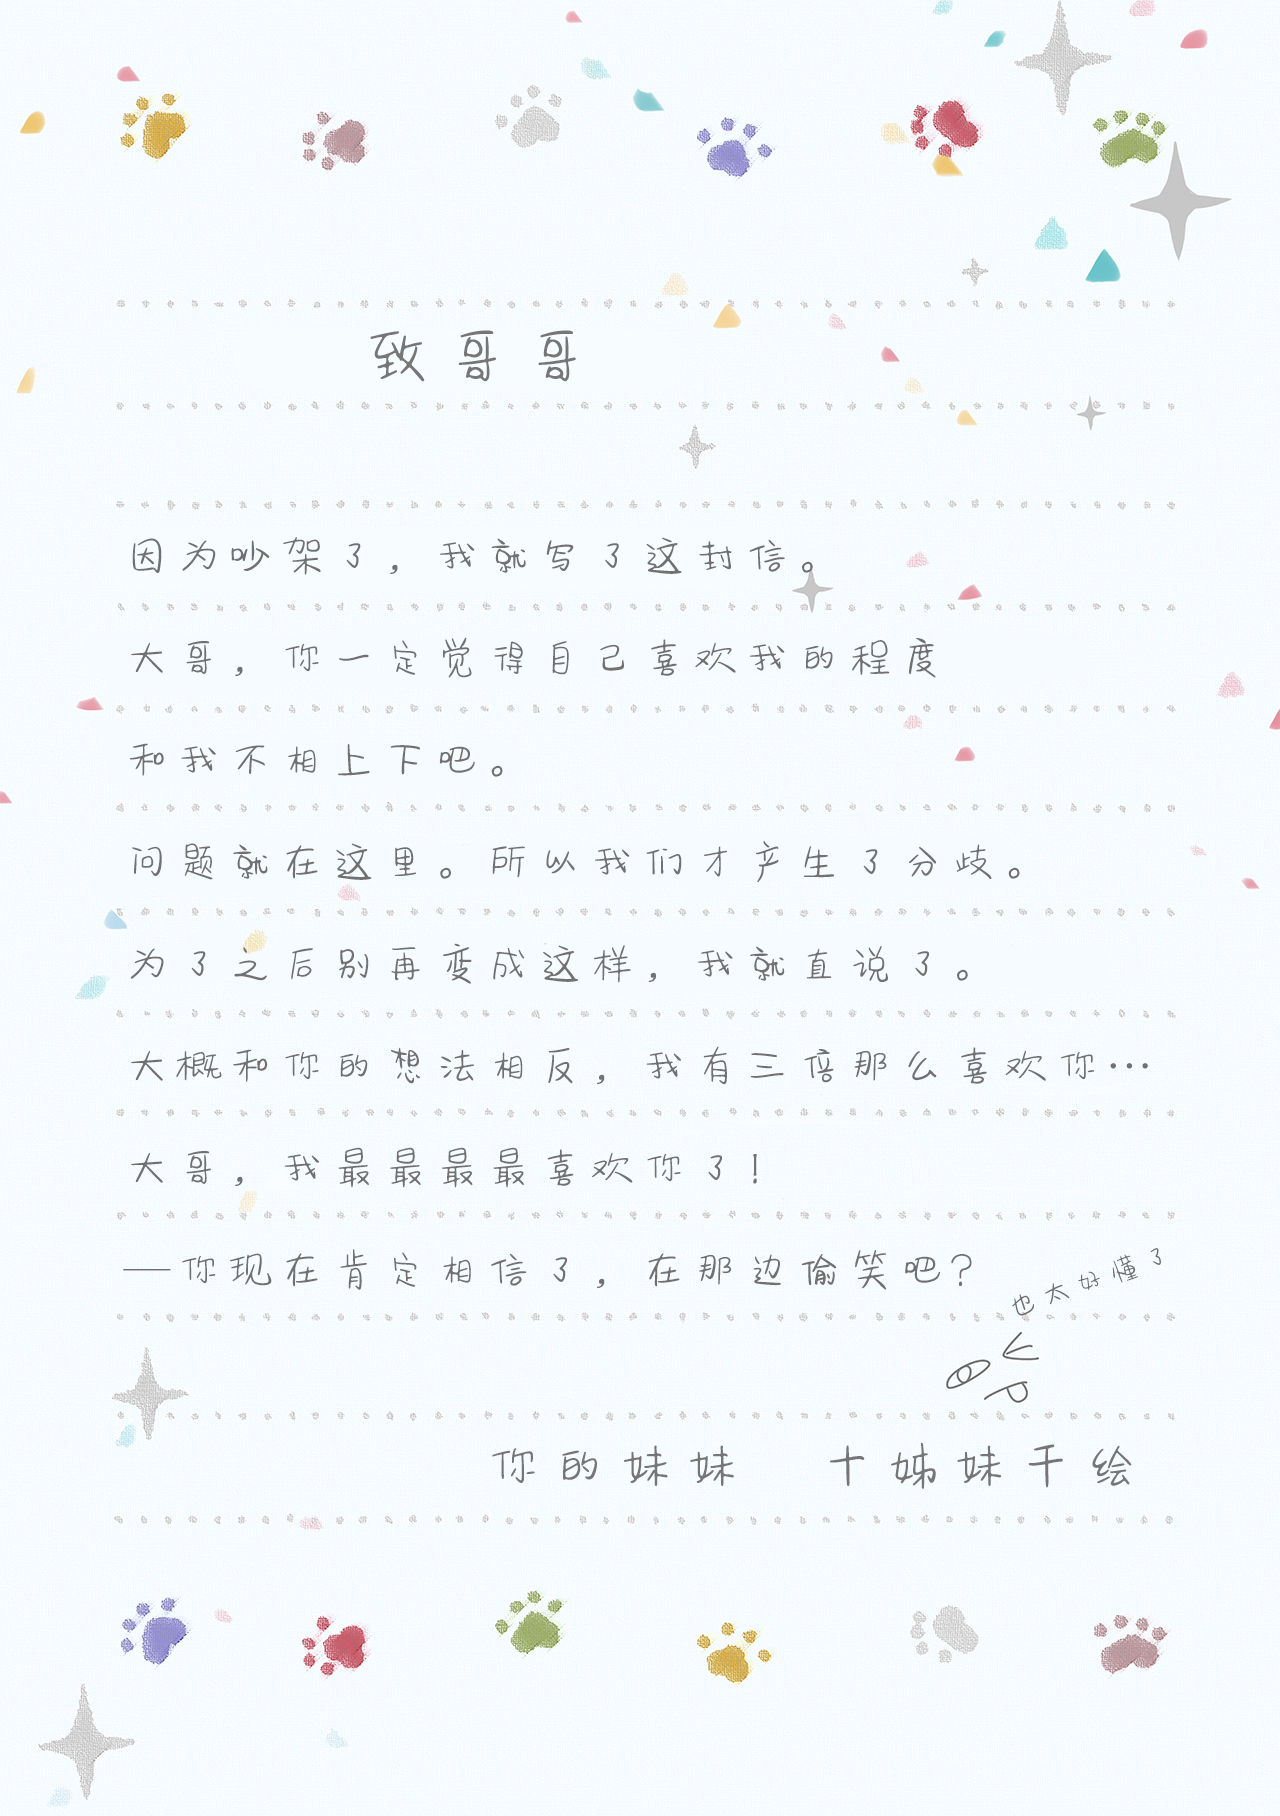 致哥哥
因为吵架了，我就写了这封信。
大哥，你一定觉得自己喜欢我的程度
和我不相上下吧。
问题就在这里。所以我们才产生了分歧。
为了之后别再变成这样，我就直说了。
大概和你的想法相反，我有三倍那么喜欢你…
大哥，我最最最最喜欢你了！
—你现在肯定相信了，在那边偷笑吧？
也太好懂了
你的妹妹 十姊妹千绘